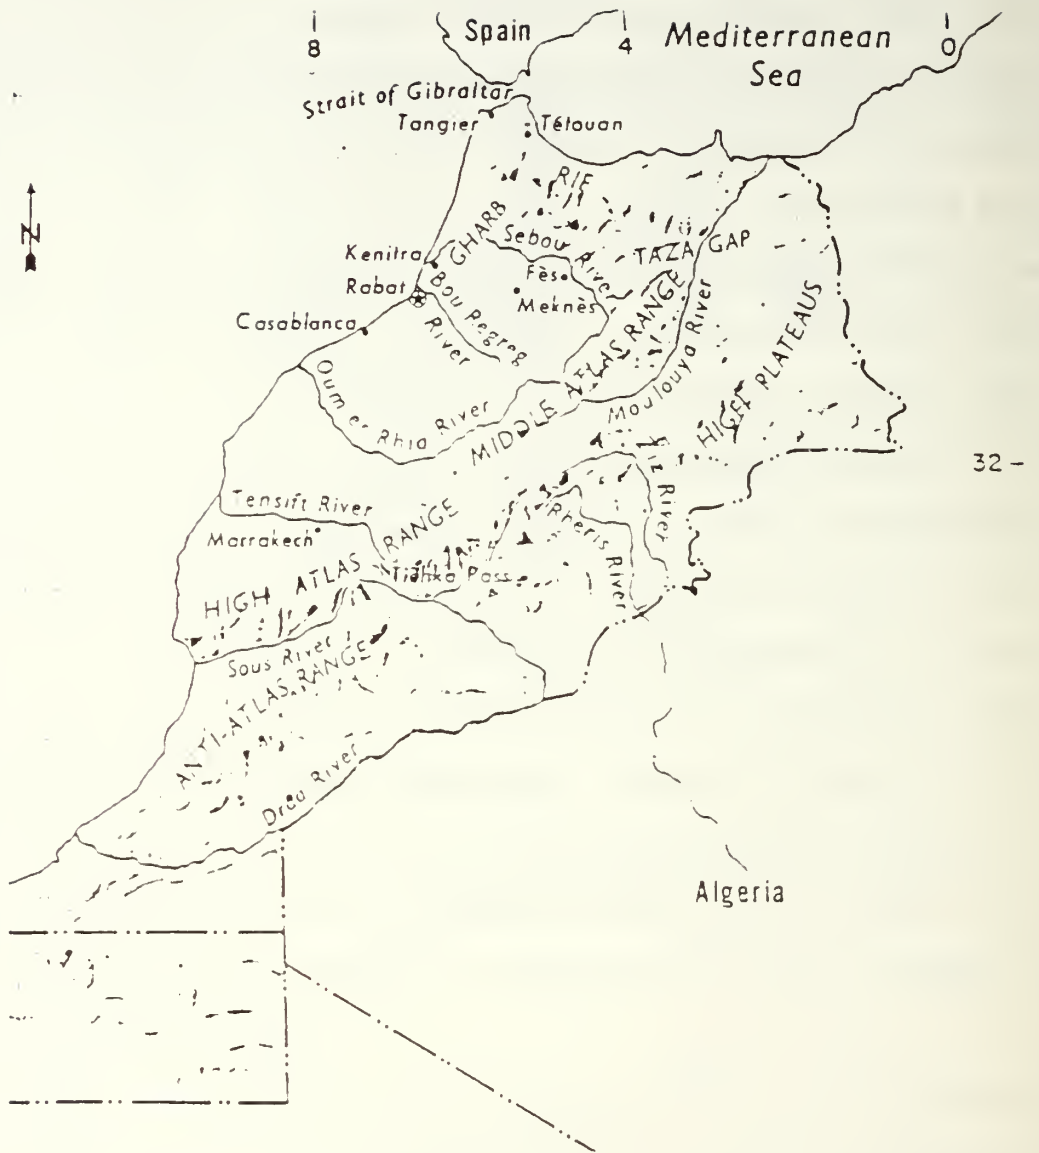 8
Spain
4
Mediterranean
Sea
0
Strait of Gibraltar
Tangier
Tétouan
RIF
GHARB
Sebou River
TAZA GAP
Kenitra
Fès
Rabat
Bou Regreg
River
Meknès
Casablanca
MIDDLE ATLAS RANGE
Moulouya River
HIGH PLATEAUS
Oum er Rhia River
32 -
Ziz River
Tensift River
Rheris River
Marrakech
HIGH ATLAS RANGE
Tichka Pass
Sous River
ANTI-ATLAS RANGE
Draa River
Algeria
N